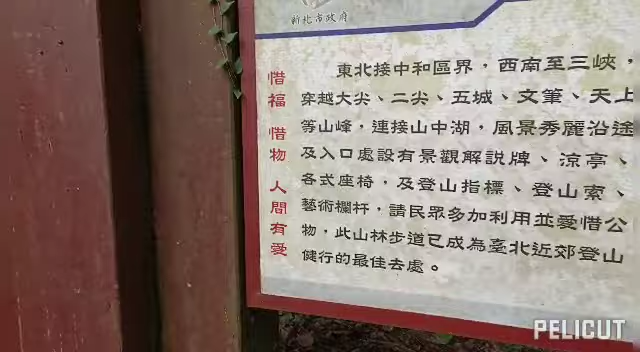 新北市政府
惜福 惜物 人間有愛
東北接中和區界，西南至三峽，
穿越大尖、二尖、五城、文筆、天上
等山峰，連接山中湖，風景秀麗沿途
及入口處設有景觀解說牌、涼亭、
各式座椅，及登山指標、登山索、
藝術欄杆，請民眾多加利用並愛惜公
物，此山林步道已成為臺北近郊登山
健行的最佳去處。
PELICUT